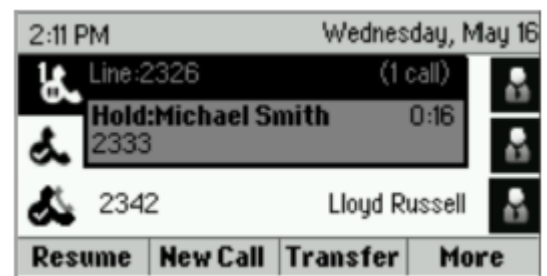 2:11 PM Wednesday, May 16
Line:2326 (1 call)
Hold:Michael Smith 0:16
2333
2342 Lloyd Russell
Resume New Call Transfer More